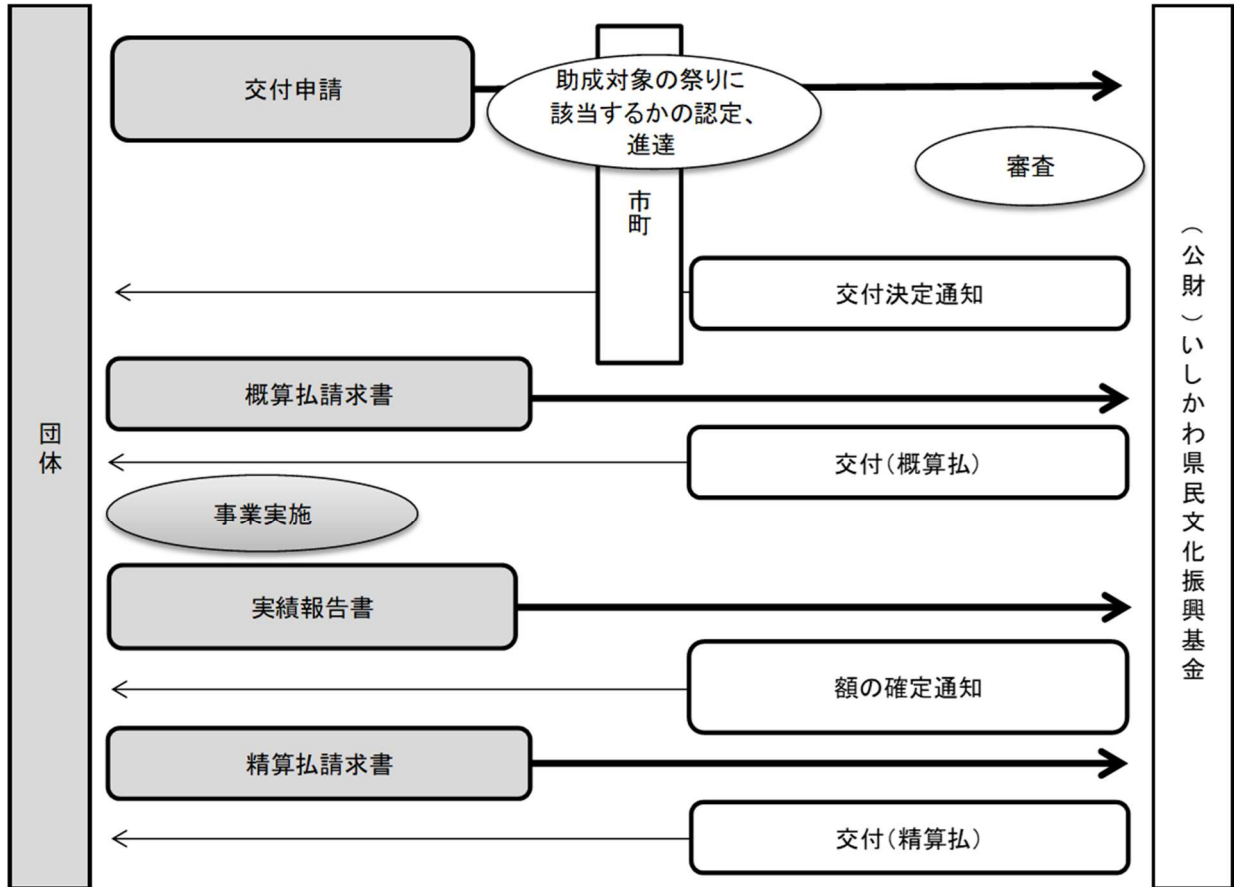 団体
交付申請
助成対象の祭りに
該当するかの認定、
進達
市町
審査
交付決定通知
概算払請求書
交付(概算払)
事業実施
実績報告書
額の確定通知
精算払請求書
交付(精算払)
(公財)いしかわ県民文化振興基金